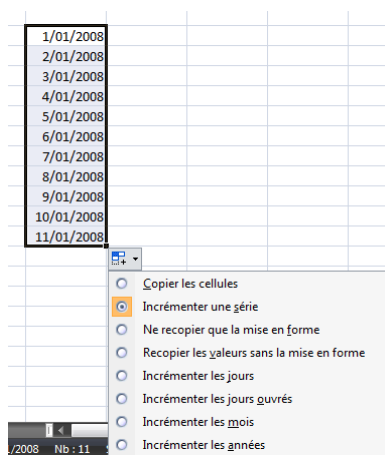 1/01/2008
2/01/2008
3/01/2008
4/01/2008
5/01/2008
6/01/2008
7/01/2008
8/01/2008
9/01/2008
10/01/2008
11/01/2008
Copier les cellules
Incrémenter une série
Ne recopier que la mise en forme
Recopier les valeurs sans la mise en forme
Incrémenter les jours
Incrémenter les jours ouvrés
Incrémenter les mois
Incrémenter les années
/2008 Nb : 11